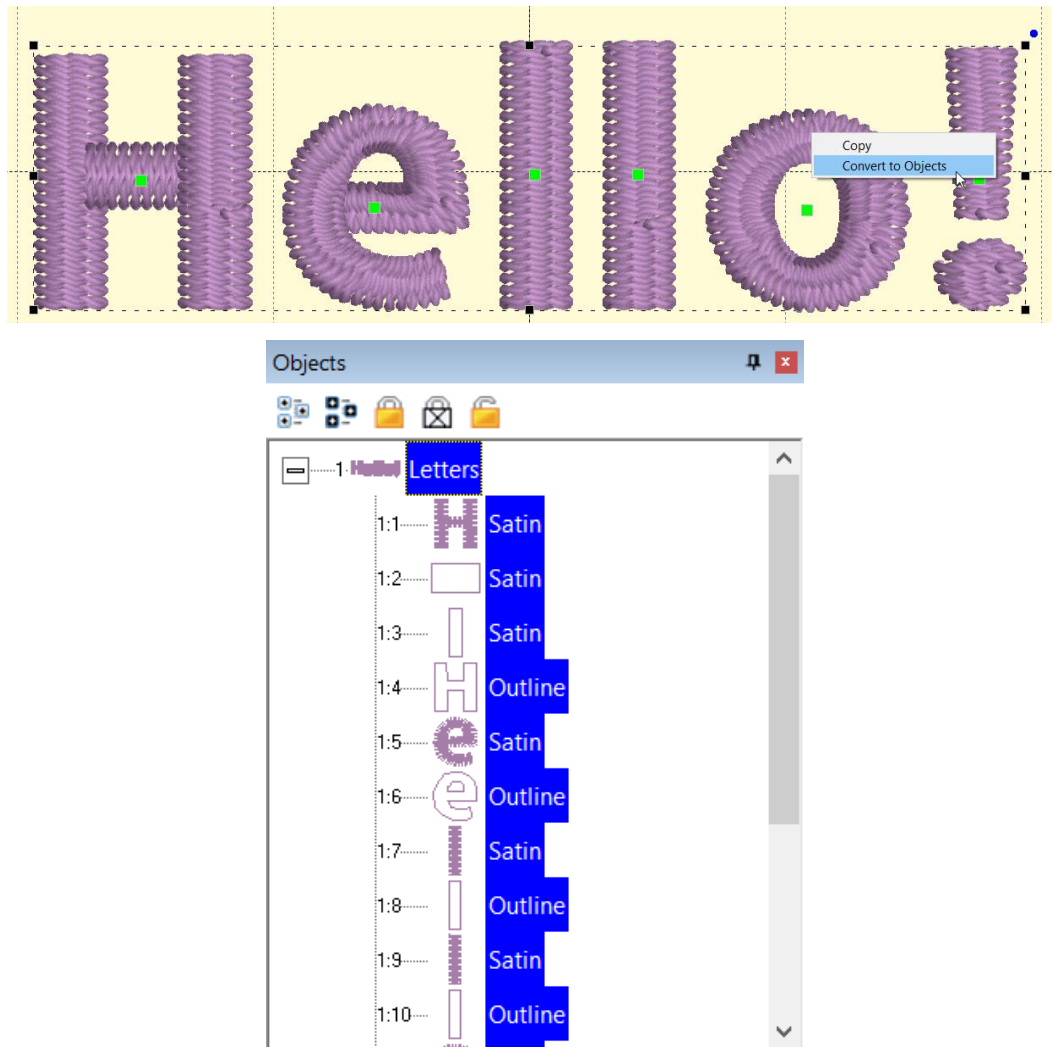 Hello!
Copy
Convert to Objects
Objects
1 Hello! Letters
1:1 H Satin
1:2 Satin
1:3 Satin
1:4 H Outline
1:5 e Satin
1:6 e Outline
1:7 l Satin
1:8 l Outline
1:9 l Satin
1:10 l Outline